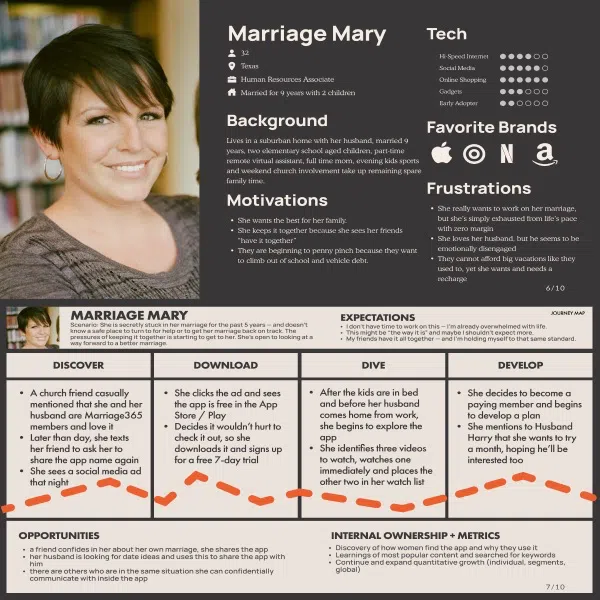 Marriage Mary
32
Texas
Human Resources Associate
Married for 9 years with 2 children
Background
Lives in a suburban home with her husband, married 9
years, two elementary school aged children, part-time
remote virtual assistant, full time mom, evening kids sports
and weekend church involvement take up remaining spare
family time.
Motivations
• She wants the best for her family.
• She keeps it together because she sees her friends
"have it together"
• They are beginning to penny pinch because they want
to climb out of school and vehicle debt.
Tech
Hi-Speed Internet
Social Media
Online Shopping
Gadgets
Early Adopter
Favorite Brands
N
a
Frustrations
• She really wants to work on her marriage,
but she's simply exhausted from life's pace
with zero margin
• She loves her husband, but he seems to be
emotionally disengaged
• They cannot afford big vacations like they
used to, yet she wants and needs a
recharge
6/10
MARRIAGE MARY
Scenario: She is secretly stuck in her marriage for the past 5 years — and doesn't
know a safe place to turn to for help or to get her marriage back on track. The
pressures of keeping it together is starting to get to her. She's open to looking at a
way forward to a better marriage.
EXPECTATIONS
• I don't have time to work on this — I'm already overwhelmed with life.
• This might be "the way it is" and maybe I shouldn't expect more.
• My friends have it all together — and I'm holding myself to that same standard.
JOURNEY MAP
DISCOVER
• A church friend casually
mentioned that she and her
husband are Marriage365
members and love it
• Later than day, she texts
her friend to ask her to
share the app name again
• She sees a social media ad
that night
DOWNLOAD
• She clicks the ad and sees
the app is free in the App
Store / Play
• Decides it wouldn't hurt to
check it out, so she
downloads it and signs up
for a free 7-day trial
DIVE
• After the kids are in bed
and before her husband
comes home from work,
she begins to explore the
app
• She identifies three videos
to watch, watches one
immediately and places the
other two in her watch list
DEVELOP
• She decides to become a
paying member and begins
to develop a plan
• She mentions to Husband
Harry that she wants to try
a month, hoping he'll be
interested too
OPPORTUNITIES
• a friend confides in her about her own marriage, she shares the app
• her husband is looking for date ideas and uses this to share the app with
him
• there are others who are in the same situation she can confidentially
communicate with inside the app
INTERNAL OWNERSHIP + METRICS
• Discovery of how women find the app and why they use it
• Learnings of most popular content and searched for keywords
• Continue and expand quantitative growth (individual, segments,
global)
7/10